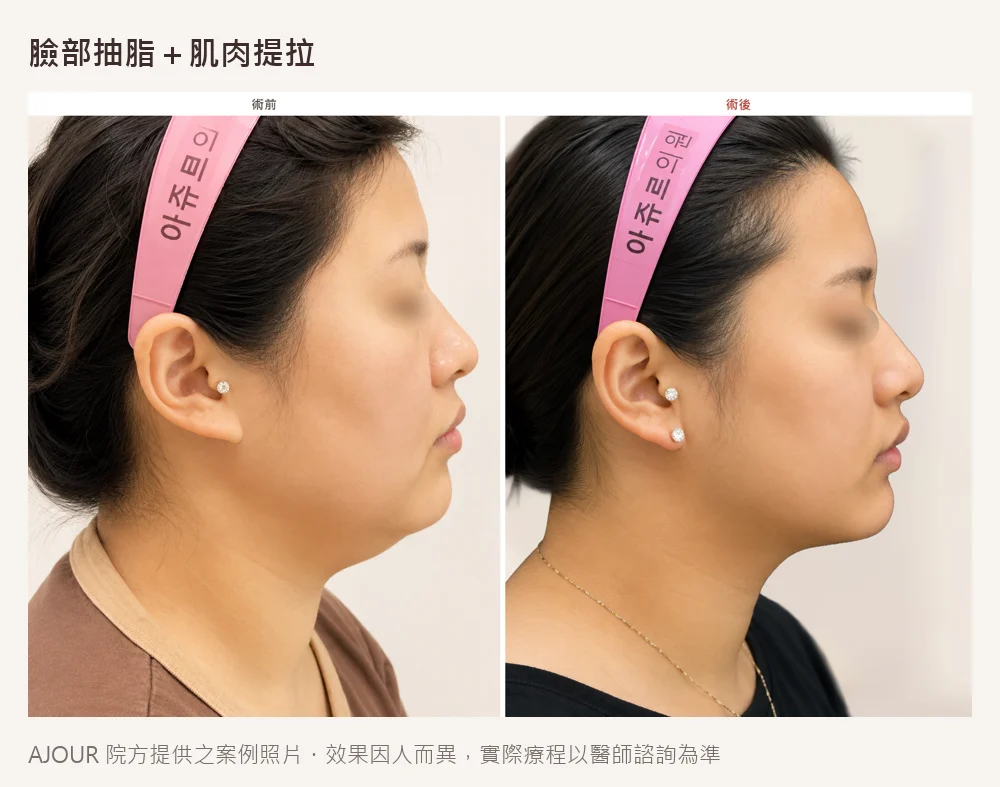 臉部抽脂 + 肌肉提拉
術前
術後
아쥬르의
아쥬르의원
AJOUR 院方提供之案例照片・效果因人而異，實際療程以醫師諮詢為準